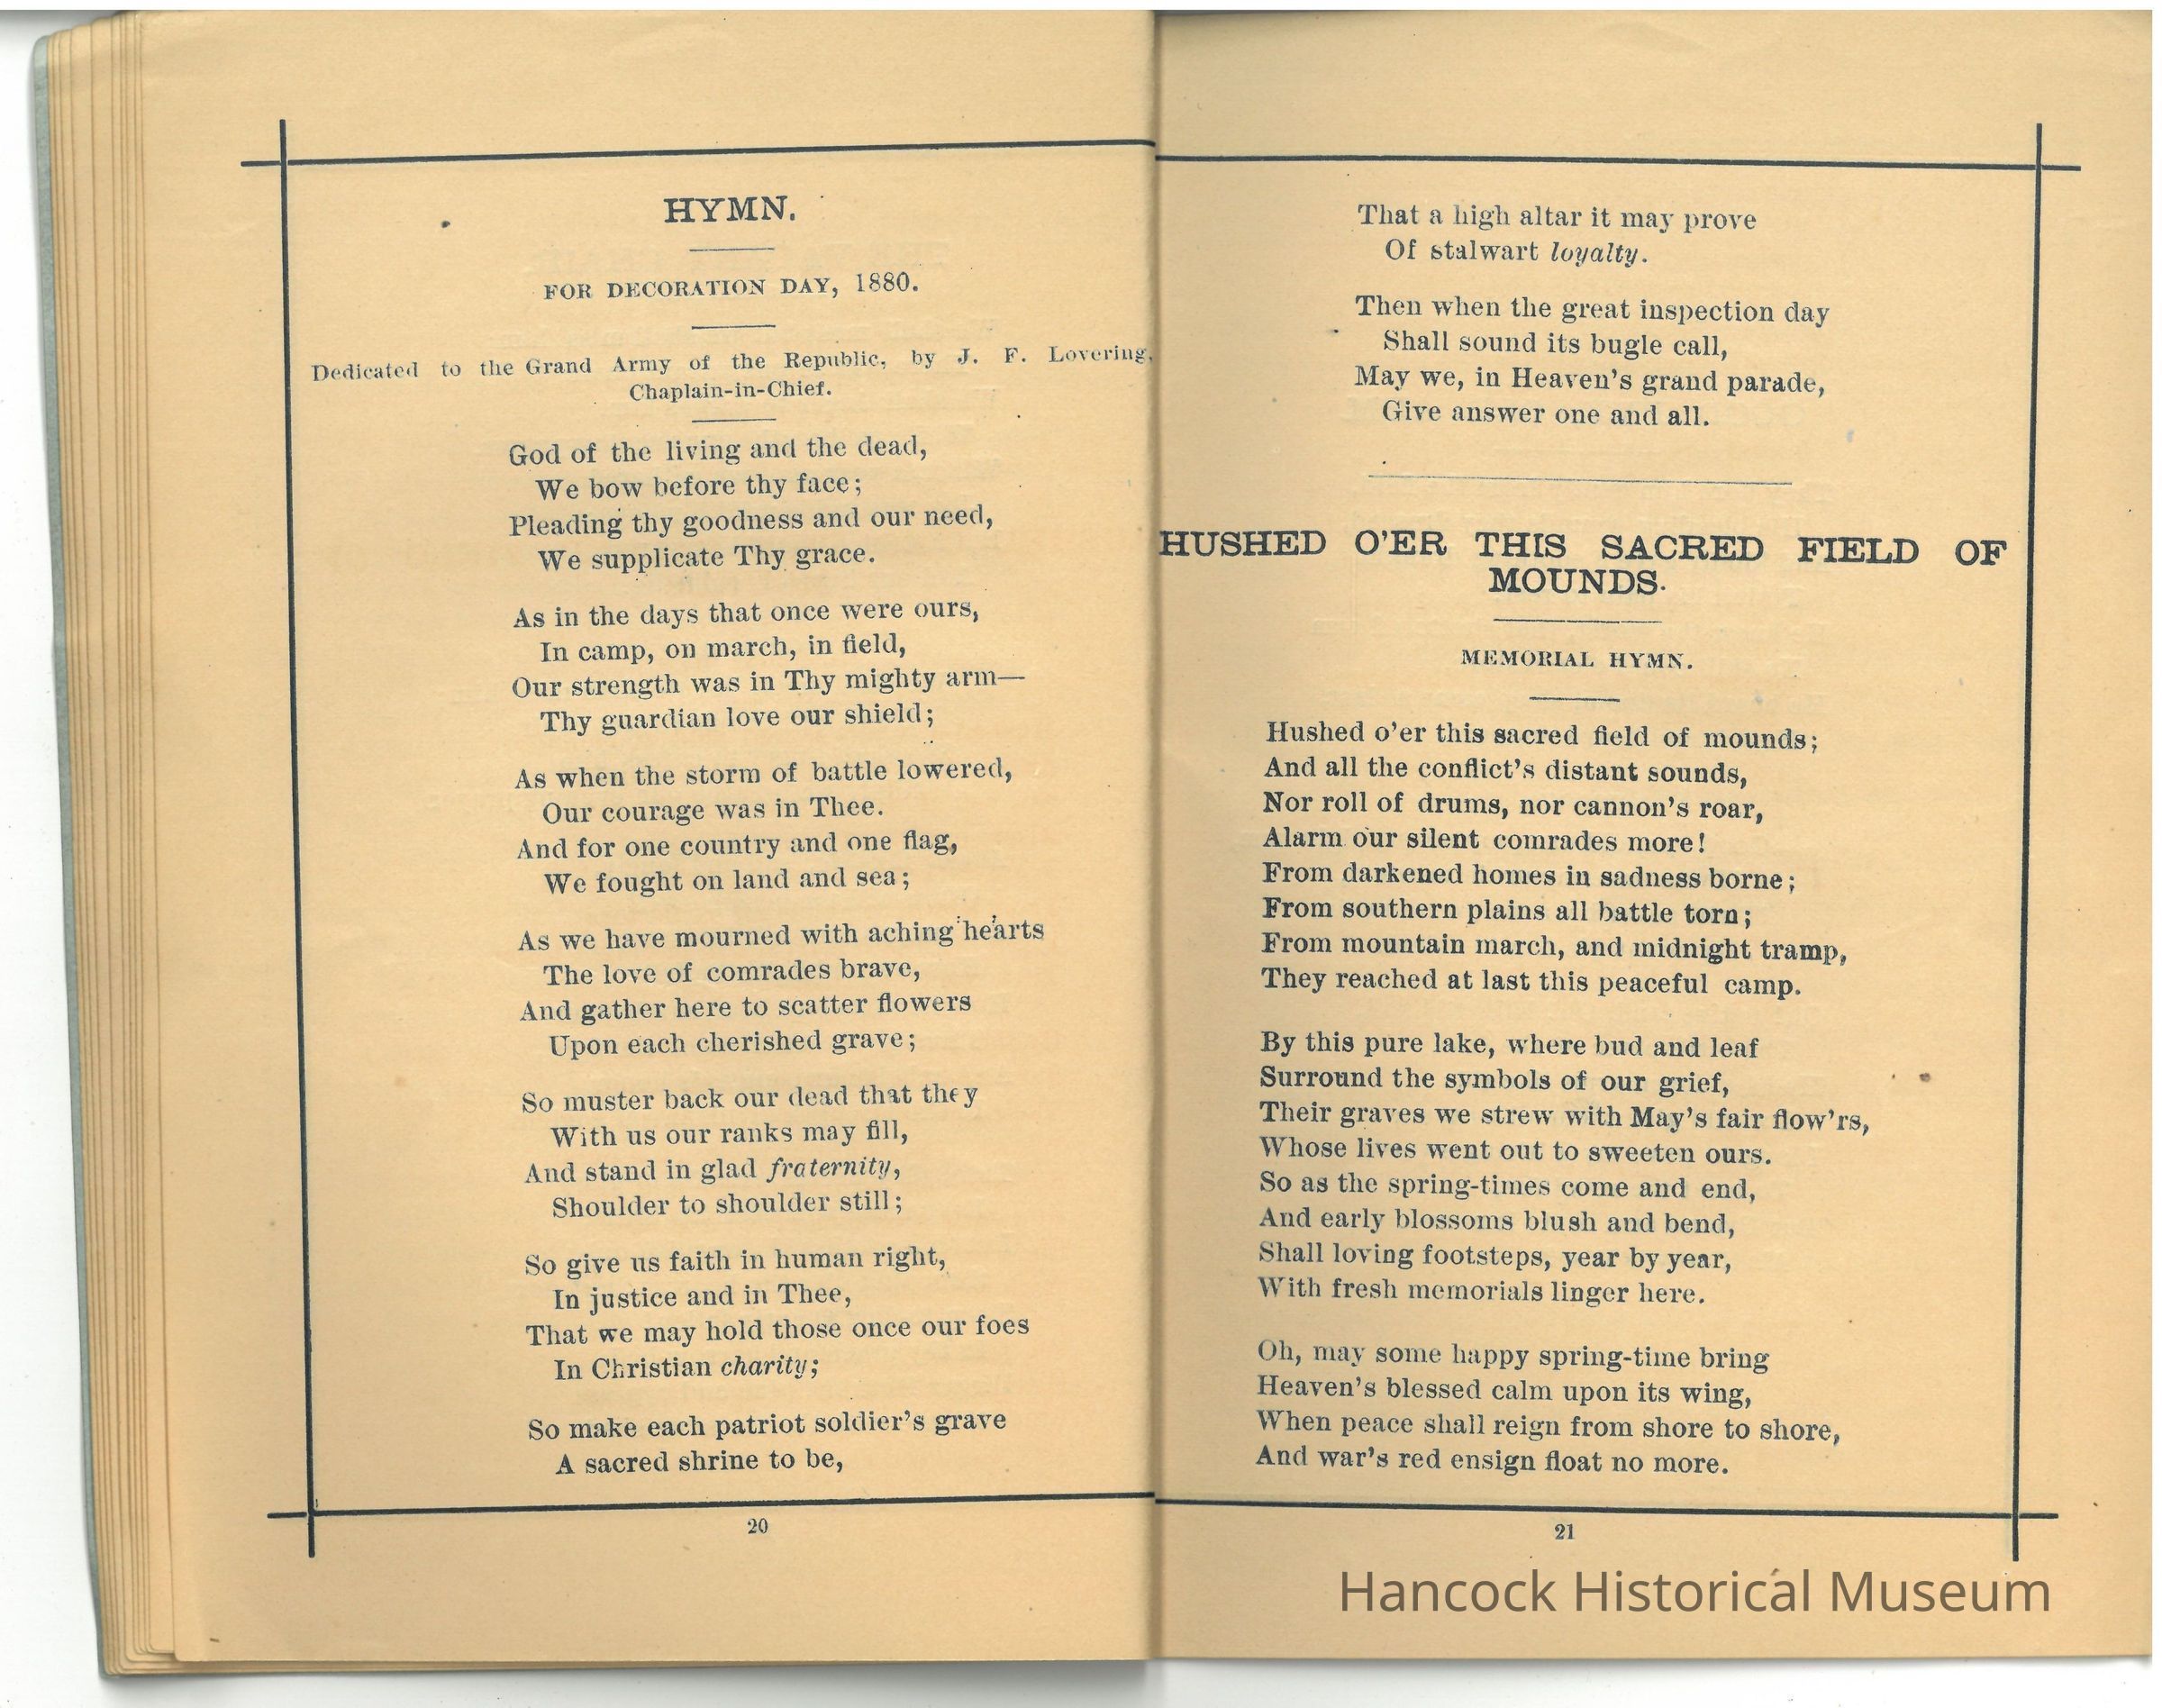 HYMN.
FOR DECORATION DAY, 1880.
Dedicated to the Grand Army of the Republic, by J. F. Lovering,
Chaplain-in-Chief.
God of the living and the dead,
We bow before thy face;
Pleading thy goodness and our need,
We supplicate Thy grace.
As in the days that once were ours,
In camp, on march, in field,
Our strength was in Thy mighty arm—
Thy guardian love our shield;
As when the storm of battle lowered,
Our courage was in Thee.
And for one country and one flag,
We fought on land and sea;
As we have mourned with aching hearts
The love of comrades brave,
And gather here to scatter flowers
Upon each cherished grave;
So muster back our dead that they
With us our ranks may fill,
And stand in glad fraternity,
Shoulder to shoulder still;
So give us faith in human right,
In justice and in Thee,
That we may hold those once our foes
In Christian charity;
So make each patriot soldier's grave
A sacred shrine to be,
20
That a high altar it may prove
Of stalwart loyalty.
Then when the great inspection day
Shall sound its bugle call,
May we, in Heaven's grand parade,
Give answer one and all.
HUSHED O'ER THIS SACRED FIELD OF
MOUNDS.
MEMORIAL HYMN.
Hushed o'er this sacred field of mounds;
And all the conflict's distant sounds,
Nor roll of drums, nor cannon's roar,
Alarm our silent comrades more!
From darkened homes in sadness borne;
From southern plains all battle torn;
From mountain march, and midnight tramp,
They reached at last this peaceful camp.
By this pure lake, where bud and leaf
Surround the symbols of our grief,
Their graves we strew with May's fair flow'rs,
Whose lives went out to sweeten ours.
So as the spring-times come and end,
And early blossoms blush and bend,
Shall loving footsteps, year by year,
With fresh memorials linger here.
Oh, may some happy spring-time bring
Heaven's blessed calm upon its wing,
When peace shall reign from shore to shore,
And war's red ensign float no more.
21
Hancock Historical Museum